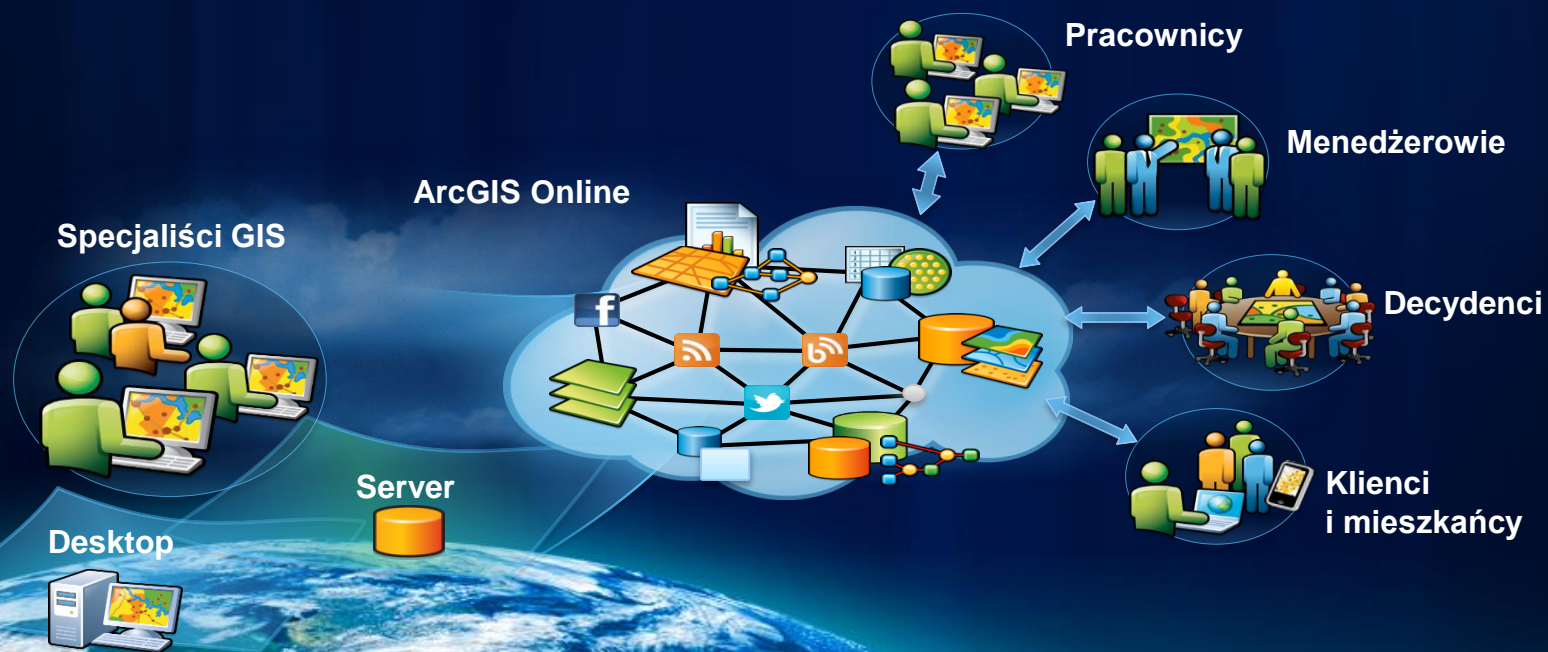 Pracownicy
Menedżerowie
ArcGIS Online
Specjaliści GIS
Decydenci
Server
Klienci
i mieszkańcy
Desktop